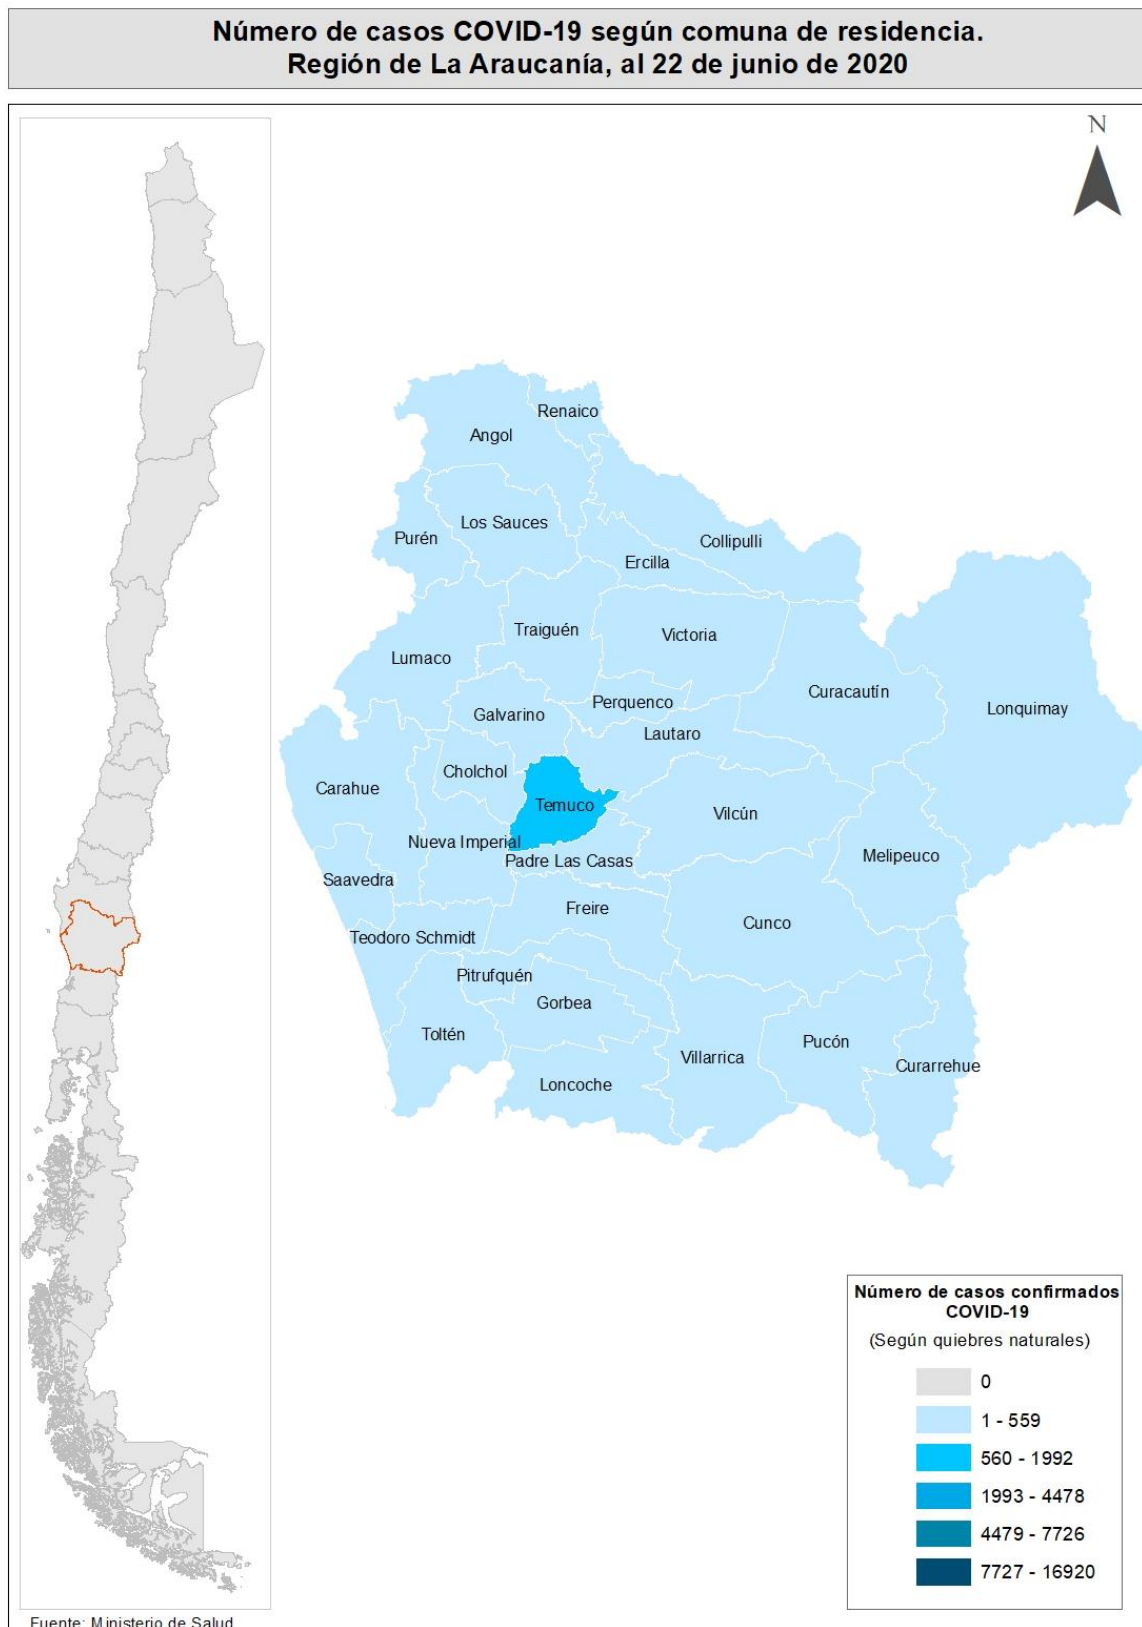 Número de casos COVID-19 según comuna de residencia.
Región de La Araucanía, al 22 de junio de 2020
N
Renaico
Angol
Los Sauces
Purén
Collipulli
Ercilla
Traiguén
Victoria
Lumaco
Curacautín
Perquenco
Lonquimay
Galvarino
Lautaro
Cholchol
Carahue
Temuco
Vilcún
Nueva Imperial
Melipeuco
Padre Las Casas
Saavedra
Freire
Cunco
Teodoro Schmidt
Pitrufquén
Gorbea
Toltén
Pucón
Villarrica
Curarrehue
Loncoche
Número de casos confirmados
COVID-19
(Según quiebres naturales)
0
1 - 559
560 - 1992
1993 - 4478
4479 - 7726
7727 - 16920
Fuente: Ministerio de Salud